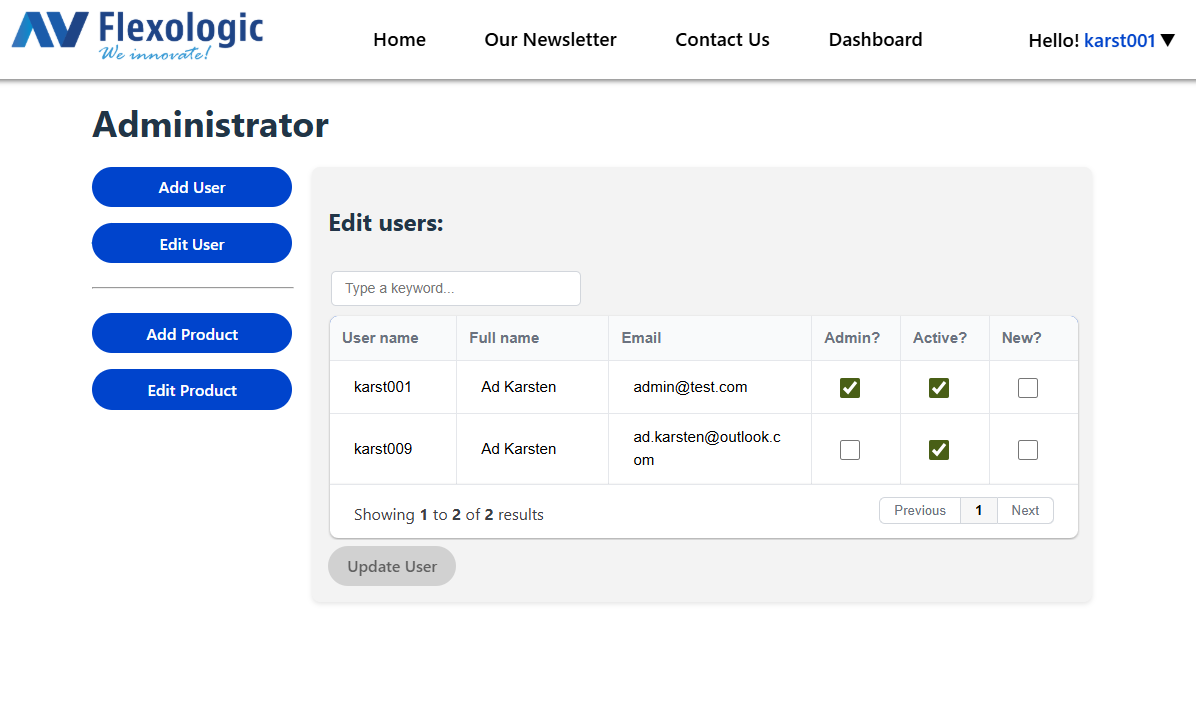 Flexologic
We innovate!
Home Our Newsletter Contact Us Dashboard Hello! karst001 ▼
Administrator
Add User
Edit User
Add Product
Edit Product
Edit users:
Type a keyword...
User name Full name Email Admin? Active? New?
karst001 Ad Karsten admin@test.com
karst009 Ad Karsten ad.karsten@outlook.c
om
Showing 1 to 2 of 2 results Previous 1 Next
Update User